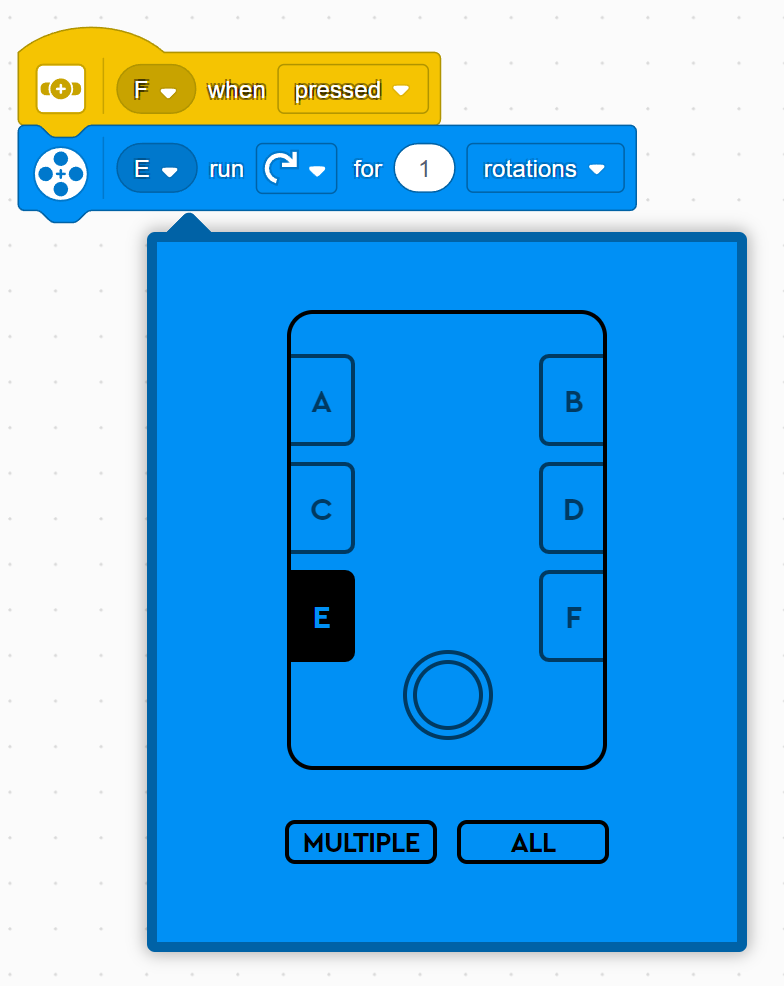 F when pressed
E run for 1 rotations
A B
C D
E F
MULTIPLE ALL